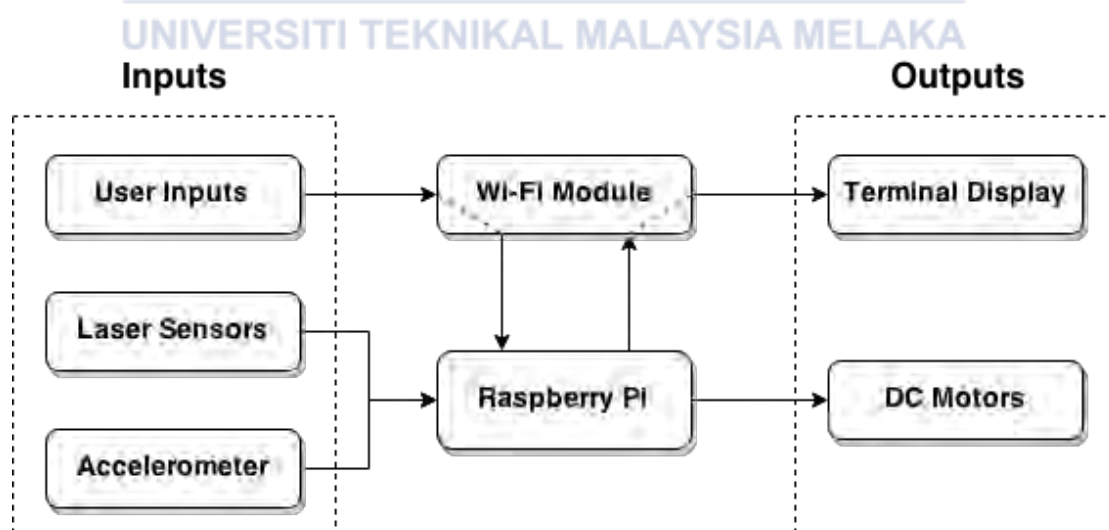 UNIVERSITI TEKNIKAL MALAYSIA MELAKA
Inputs
Outputs
User Inputs
Wi-Fi Module
Terminal Display
Laser Sensors
Raspberry Pi
DC Motors
Accelerometer